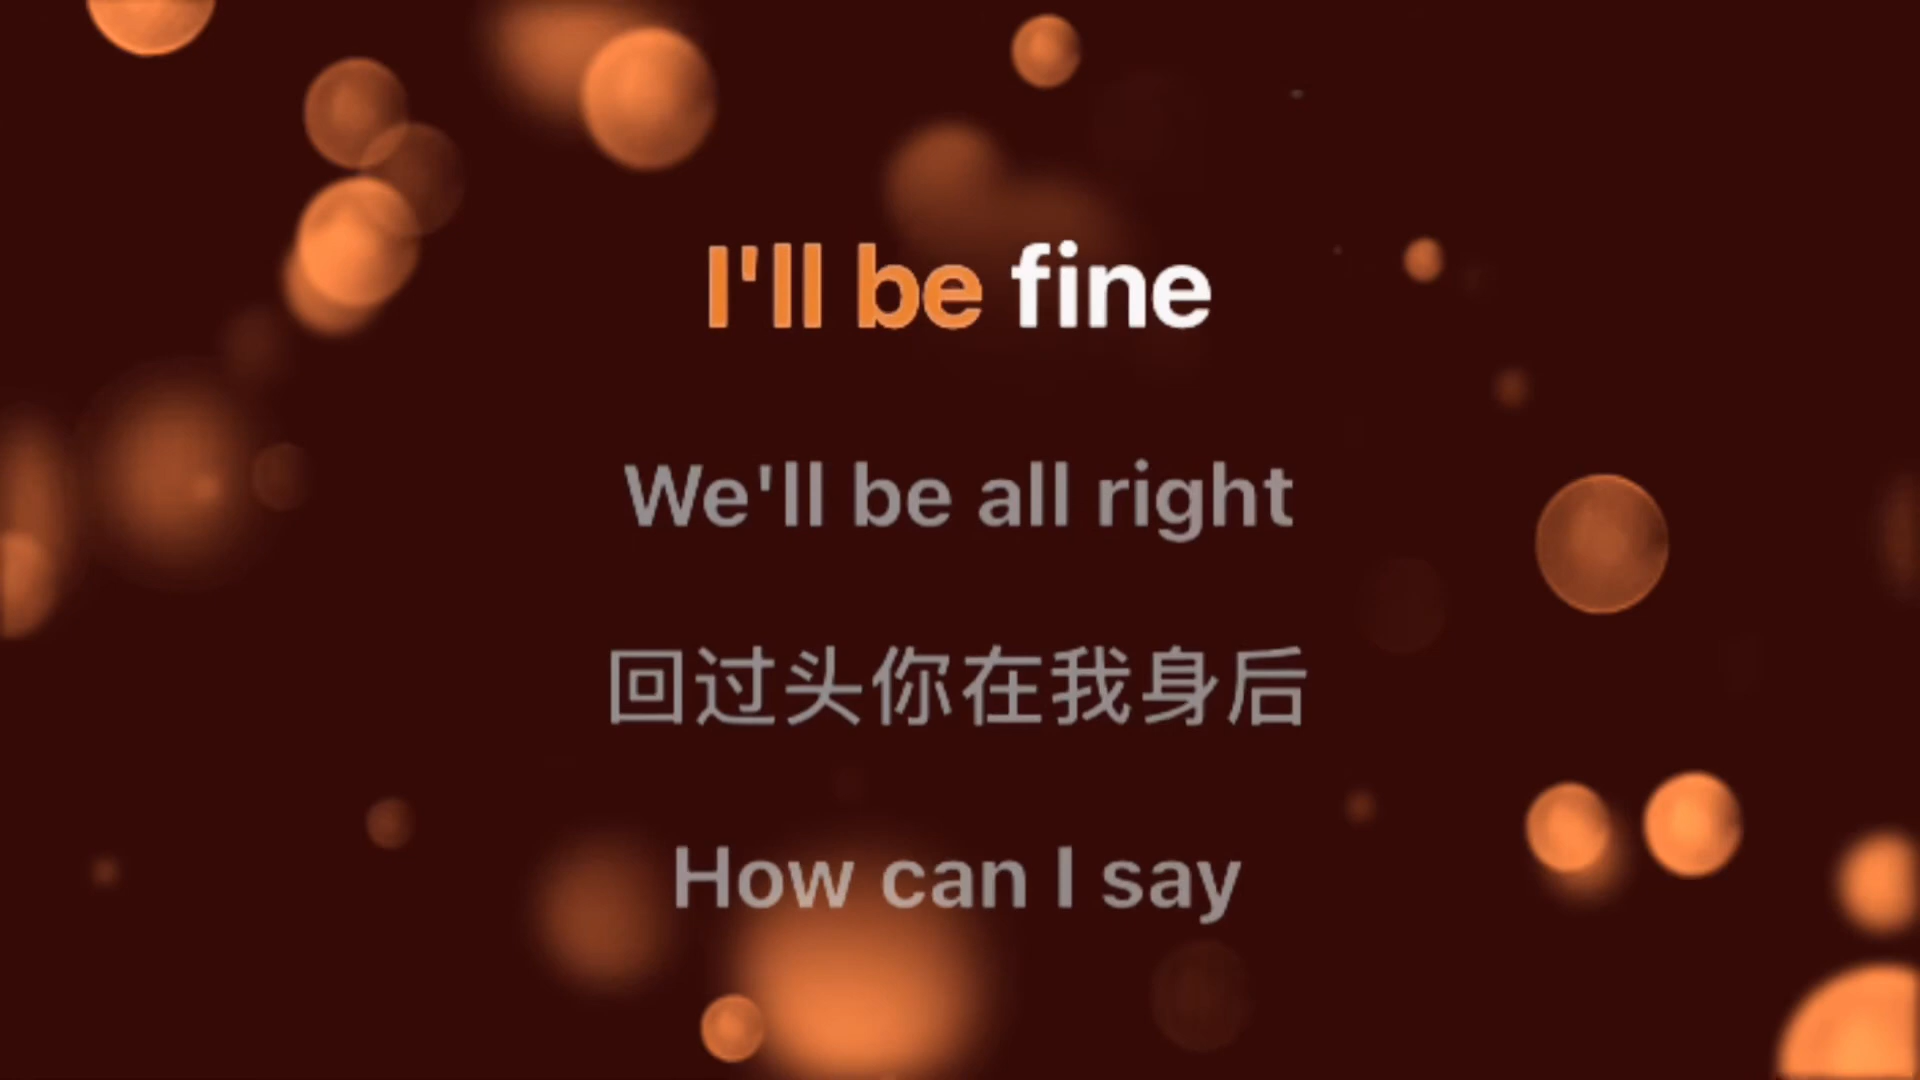 I'll be fine
We'll be all right
回过头你在我身后
How can I say